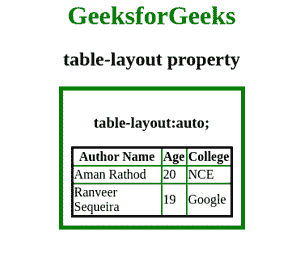 GeeksforGeeks
table-layout property
table-layout:auto;
Author Name Age College
Aman Rathod 20 NCE
Ranveer
Sequeira 19 Google